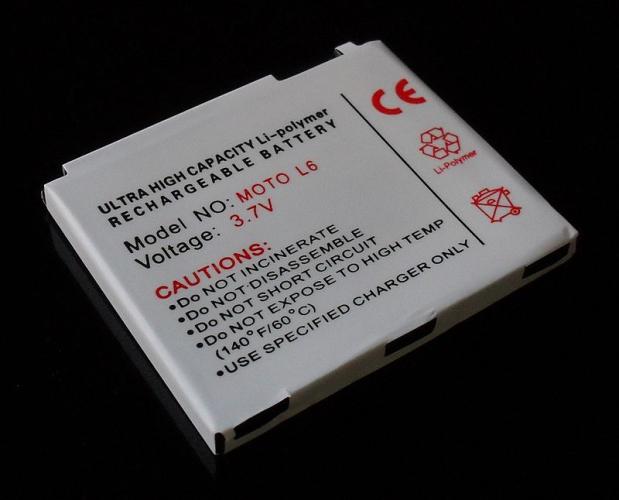 ULTRA HIGH CAPACITY Li-polymer
RECHARGEABLE BATTERY
Model NO: MOTO L6
Voltage: 3.7V
CAUTIONS:
•DO NOT INCINERATE
•DO NOT·DISASSEMBLE
•DO NOT SHORT CIRCUIT
•DO NOT EXPOSE TO HIGH TEMP
(140°F/60°C)
•USE SPECIFIED CHARGER ONLY
CE
Li-Polymer